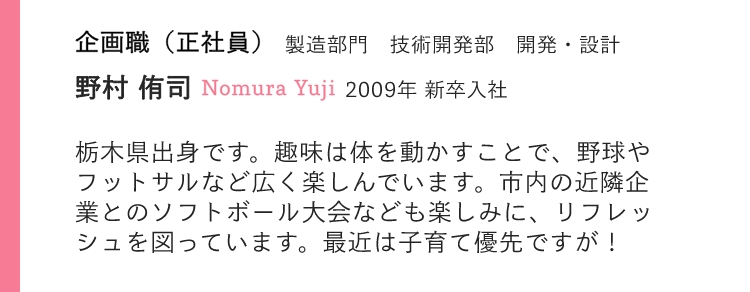 企画職（正社員） 製造部門　技術開発部　開発・設計
野村 侑司 Nomura Yuji 2009年 新卒入社
栃木県出身です。趣味は体を動かすことで、野球や
フットサルなど広く楽しんでいます。市内の近隣企
業とのソフトボール大会なども楽しみに、リフレッ
シュを図っています。最近は子育て優先ですが！